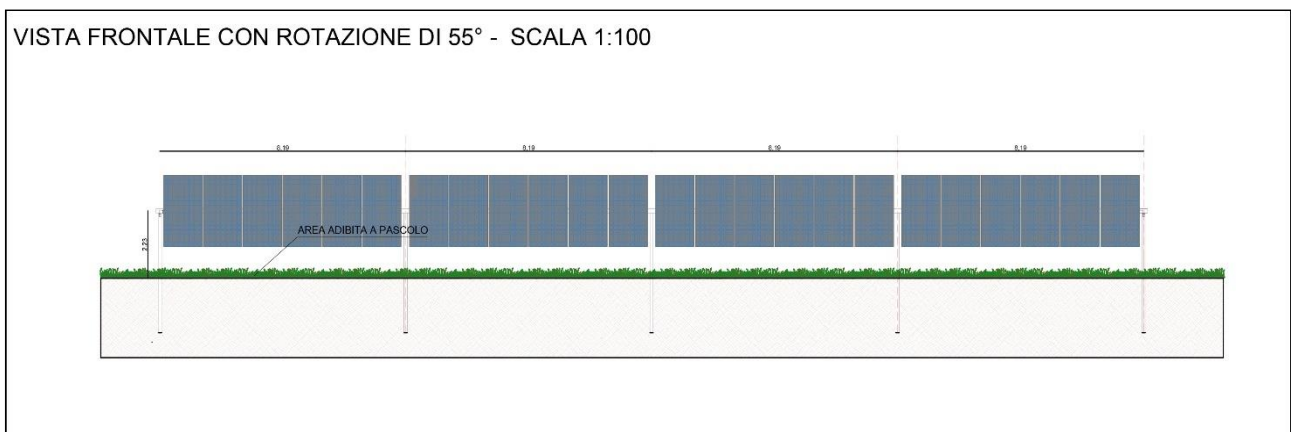 VISTA FRONTALE CON ROTAZIONE DI 55° - SCALA 1:100
8.19 8.19 8.19 8.19
2.23
AREA ADIBITA A PASCOLO